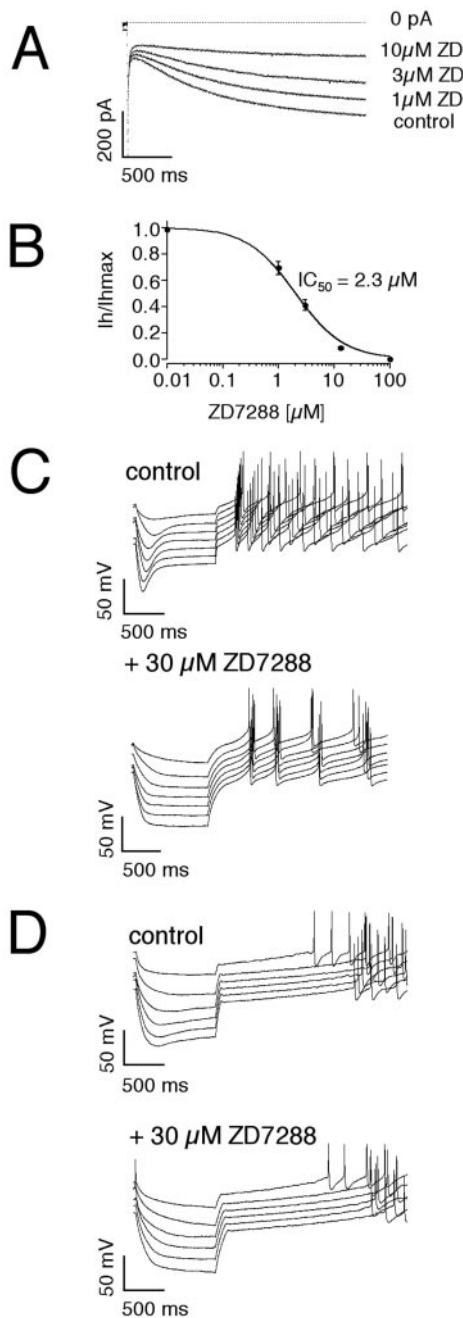 A
0 pA
10µM ZD
3µM ZD
1µM ZD
control
200 pA
500 ms
B
Ih/Ihmax
1.0
0.8
0.6
0.4
0.2
0.0
IC50 = 2.3 µM
0.01 0.1 1 10 100
ZD7288 [µM]
C
control
50 mV
500 ms
+ 30 µM ZD7288
50 mV
500 ms
D
control
50 mV
500 ms
+ 30 µM ZD7288
50 mV
500 ms